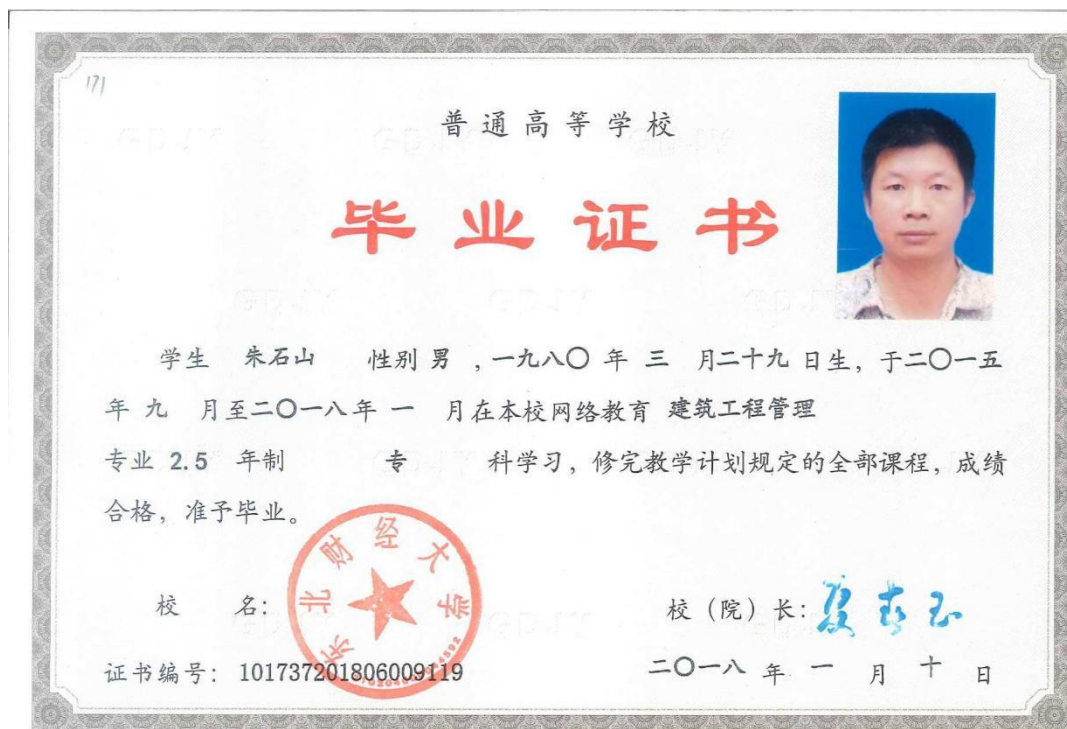 171
普通高等学校
毕业证书
学生 朱石山 性别 男 ,一九八〇 年 三 月二十九 日生, 于二〇一五
年 九 月至二〇一八年 一 月在本校网络教育 建筑工程管理
专业 2.5 年制 专 科学习, 修完教学计划规定的全部课程, 成绩
合格, 准予毕业。
东北财经大学
校 名: 校(院)长: 夏春玉
证书编号: 101737201806009119 二〇一八 年 一 月 十 日